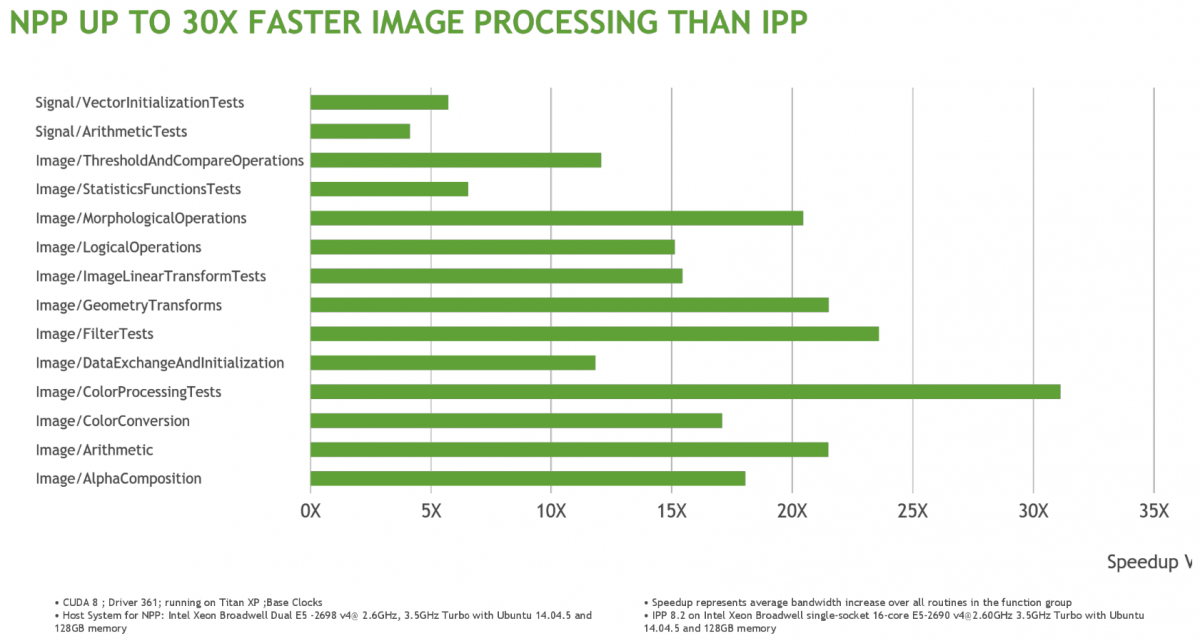 NPP UP TO 30X FASTER IMAGE PROCESSING THAN IPP
Signal/VectorInitializationTests
Signal/ArithmeticTests
Image/ThresholdAndCompareOperations
Image/StatisticsFunctionsTests
Image/MorphologicalOperations
Image/LogicalOperations
Image/ImageLinearTransformTests
Image/GeometryTransforms
Image/FilterTests
Image/DataExchangeAndInitialization
Image/ColorProcessingTests
Image/ColorConversion
Image/Arithmetic
Image/AlphaComposition
0X 5X 10X 15X 20X 25X 30X 35X
Speedup V
• CUDA 8 ; Driver 361; running on Titan XP ;Base Clocks
• Host System for NPP: Intel Xeon Broadwell Dual E5 -2698 v4@ 2.6GHz, 3.5GHz Turbo with Ubuntu 14.04.5 and
128GB memory
• Speedup represents average bandwidth increase over all routines in the function group
• IPP 8.2 on Intel Xeon Broadwell single-socket 16-core E5-2690 v4@2.60GHz 3.5GHz Turbo with Ubuntu
14.04.5 and 128GB memory